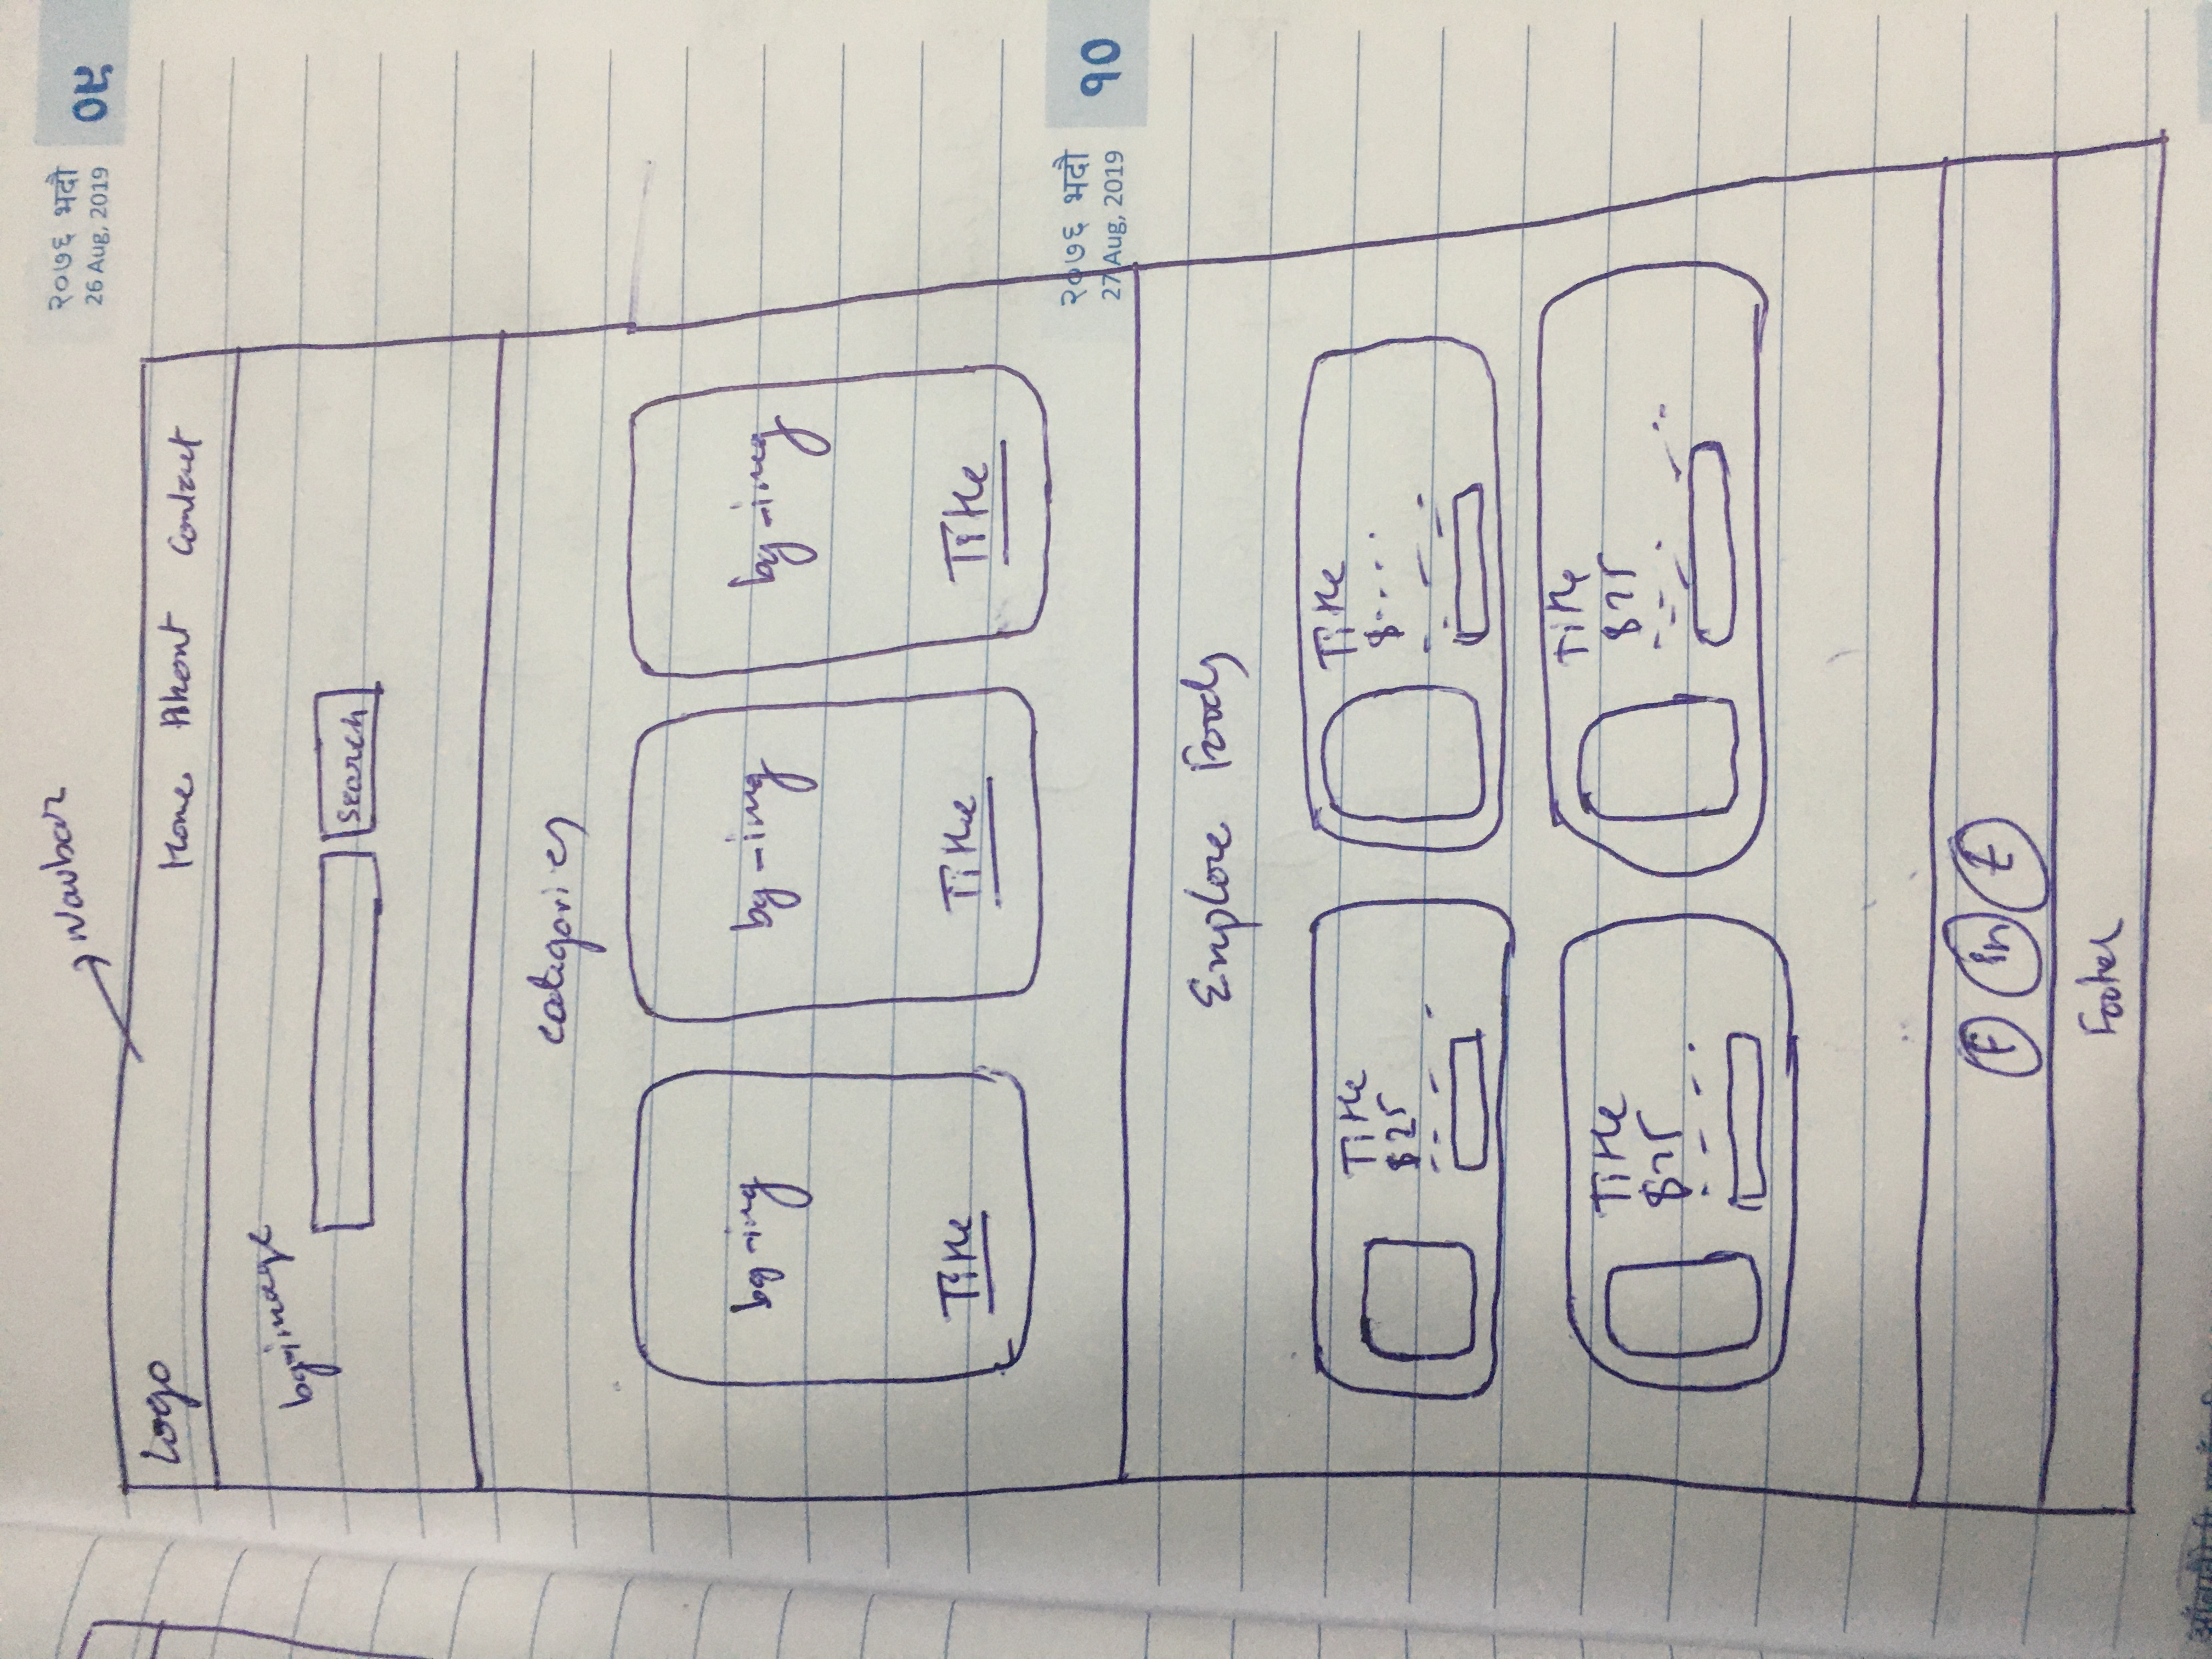 २०७६ भदौ ०९
26 Aug, 2019
Navbar
Logo Home About Contact
bg-image
Search
Categories
bg-img bg-img bg-img
Title Title Title
२०७६ भदौ १०
27 Aug, 2019
Explore Foods
Title Title
$25 $
Title Title
$25 $25
F in t
Footer